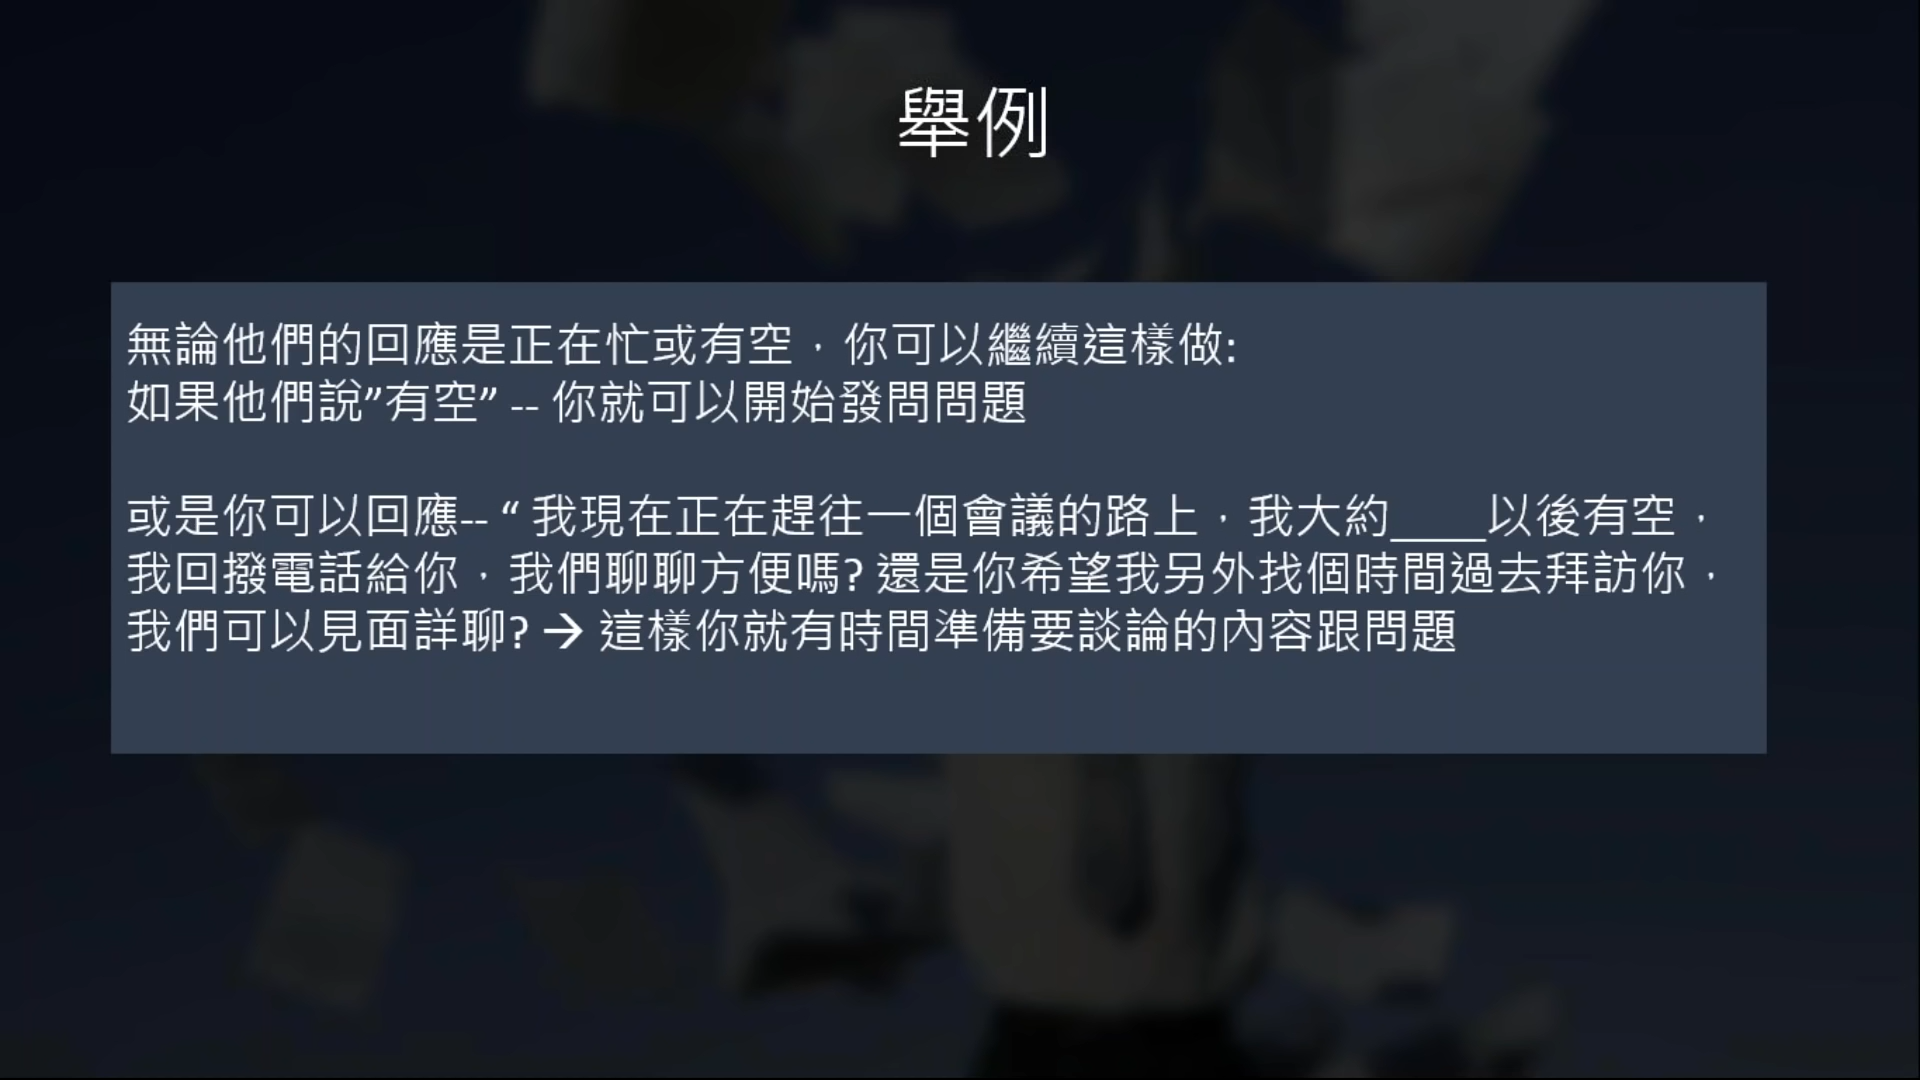 舉例
無論他們的回應是正在忙或有空，你可以繼續這樣做:
如果他們說”有空” -- 你就可以開始發問問題
或是你可以回應-- “ 我現在正在趕往一個會議的路上，我大約____以後有空，
我回撥電話給你，我們聊聊方便嗎? 還是你希望我另外找個時間過去拜訪你，
我們可以見面詳聊? → 這樣你就有時間準備要談論的內容跟問題